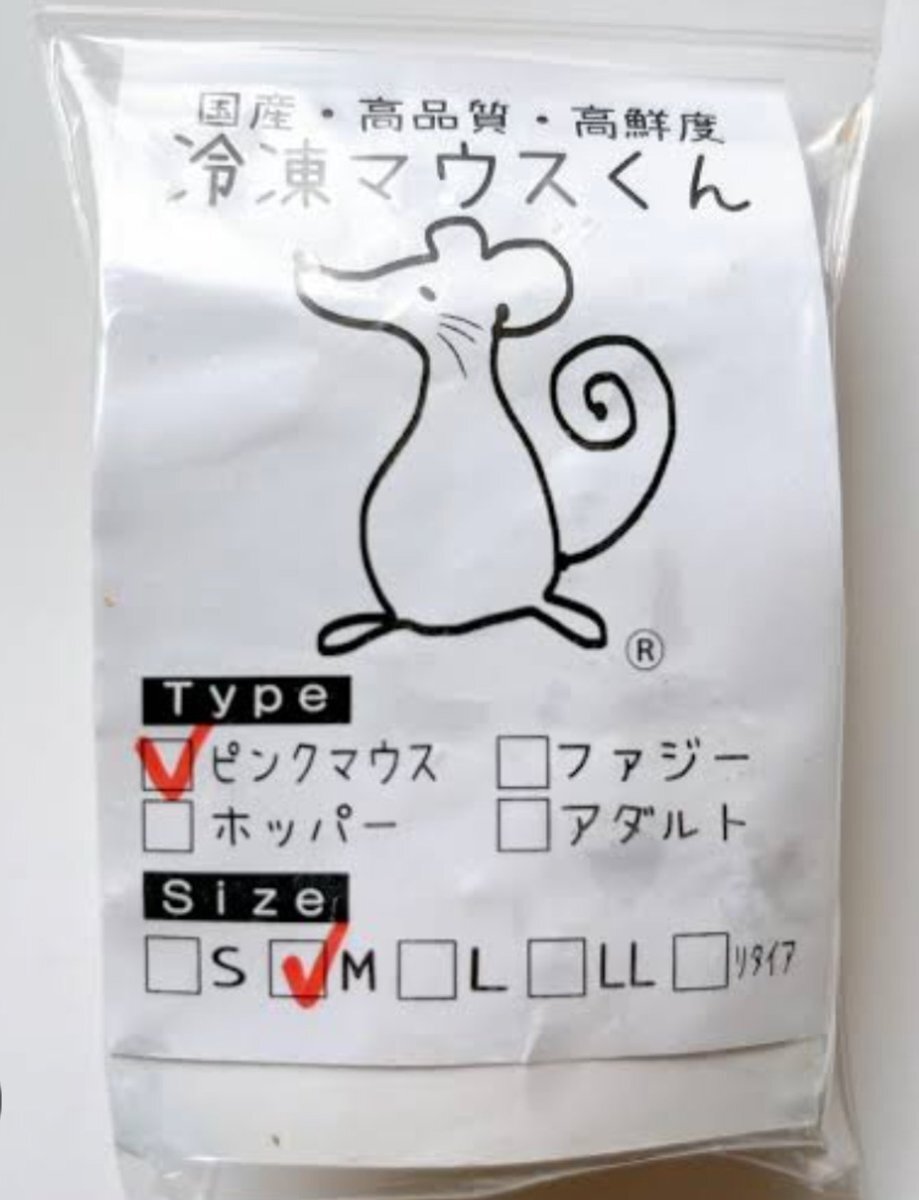 国産・高品質・高鮮度
冷凍マウスくん
®
Type
ピンクマウス ファジー
ホッパー アダルト
Size
S M L LL リタイア